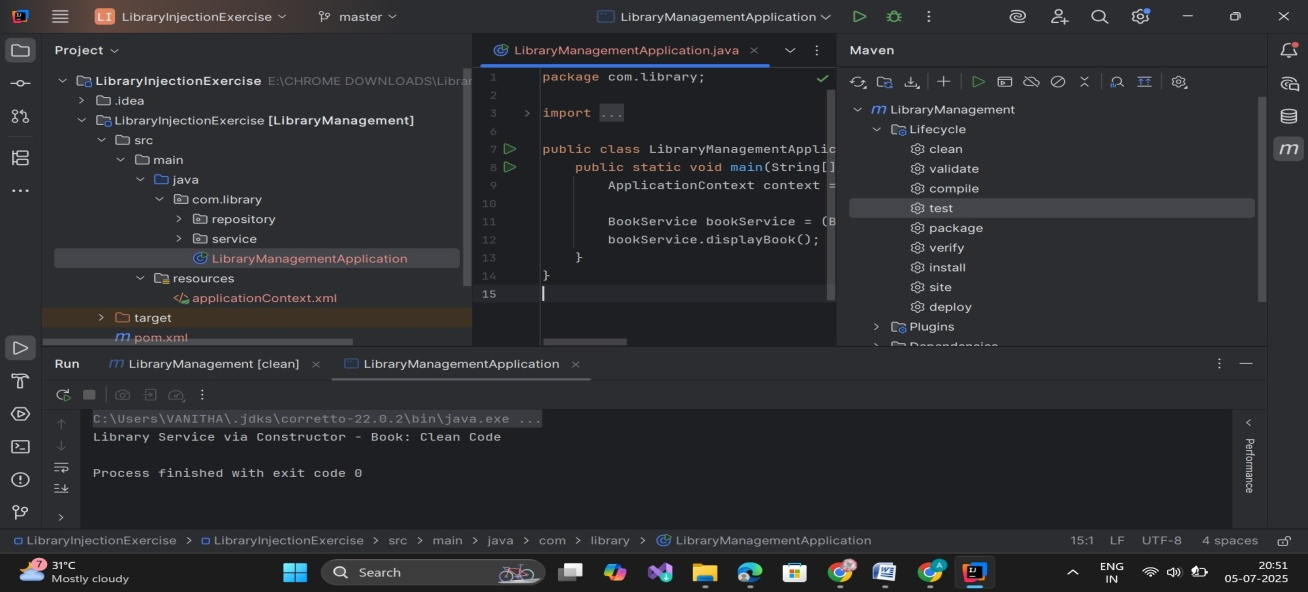 LI LibraryInjectionExercise master LibraryManagementApplication
Project
LibraryInjectionExercise E:\CHROME DOWNLOADS\Librar
.idea
LibraryInjectionExercise [LibraryManagement]
src
main
java
com.library
repository
service
LibraryManagementApplication
resources
applicationContext.xml
target
pom.xml
LibraryManagementApplication.java
1 package com.library;
2
3 import ...
6
7 public class LibraryManagementApplic
8 public static void main(String[]
9 ApplicationContext context =
10
11 BookService bookService = (B
12 bookService.displayBook();
13 }
14 }
15
Maven
LibraryManagement
Lifecycle
clean
validate
compile
test
package
verify
install
site
deploy
Plugins
Dependencies
Run LibraryManagement [clean] LibraryManagementApplication
C:\Users\VANITHA\.jdks\corretto-22.0.2\bin\java.exe ...
Library Service via Constructor - Book: Clean Code
Process finished with exit code 0
Performance
LibraryInjectionExercise > LibraryInjectionExercise > src > main > java > com > library > LibraryManagementApplication 15:1 LF UTF-8 4 spaces
7 31°C
Mostly cloudy
Search
ENG
IN
20:51
05-07-2025